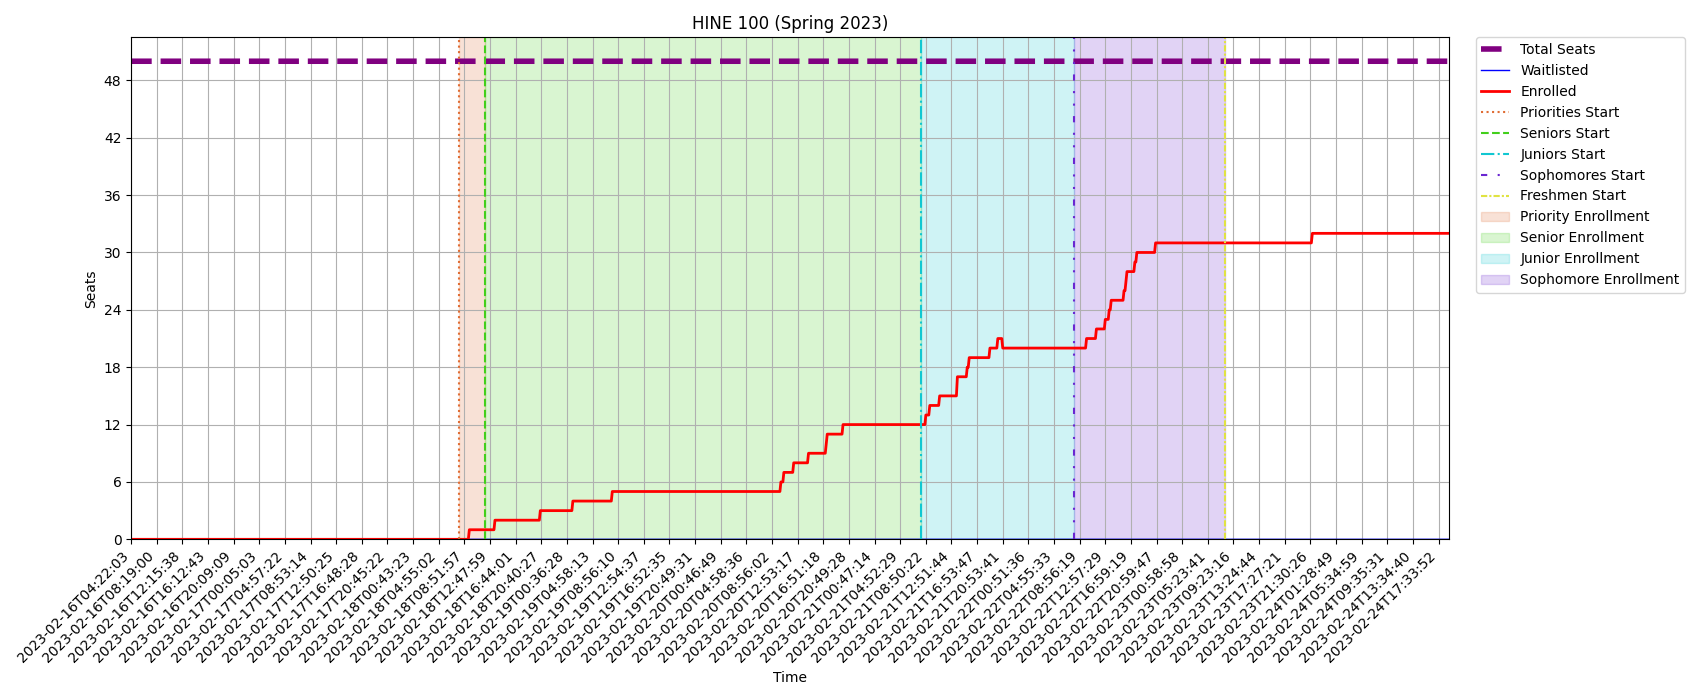 HINE 100 (Spring 2023)
Total Seats
Waitlisted
Enrolled
Priorities Start
Seniors Start
Juniors Start
Sophomores Start
Freshmen Start
Priority Enrollment
Senior Enrollment
Junior Enrollment
Sophomore Enrollment
Seats
48
42
36
30
24
18
12
6
0
2023-02-16T04:22:03
2023-02-16T08:19:00
2023-02-16T12:15:38
2023-02-16T16:12:43
2023-02-16T20:09:09
2023-02-17T00:05:03
2023-02-17T04:57:22
2023-02-17T08:53:14
2023-02-17T12:50:25
2023-02-17T16:48:28
2023-02-17T20:45:22
2023-02-18T00:43:23
2023-02-18T04:55:02
2023-02-18T08:51:57
2023-02-18T12:47:59
2023-02-18T16:44:01
2023-02-18T20:40:27
2023-02-19T00:36:28
2023-02-19T04:58:13
2023-02-19T08:56:10
2023-02-19T12:54:37
2023-02-19T16:52:35
2023-02-19T20:49:31
2023-02-20T00:46:49
2023-02-20T04:58:36
2023-02-20T08:56:02
2023-02-20T12:53:17
2023-02-20T16:51:18
2023-02-20T20:49:28
2023-02-21T00:47:14
2023-02-21T04:52:29
2023-02-21T08:50:22
2023-02-21T12:51:44
2023-02-21T16:53:47
2023-02-21T20:53:41
2023-02-22T00:51:36
2023-02-22T04:55:33
2023-02-22T08:56:19
2023-02-22T12:57:29
2023-02-22T16:59:19
2023-02-22T20:59:47
2023-02-23T00:58:58
2023-02-23T05:23:41
2023-02-23T09:23:16
2023-02-23T13:24:44
2023-02-23T17:27:21
2023-02-23T21:30:26
2023-02-24T01:28:49
2023-02-24T05:34:59
2023-02-24T09:35:31
2023-02-24T13:34:40
2023-02-24T17:33:52
Time